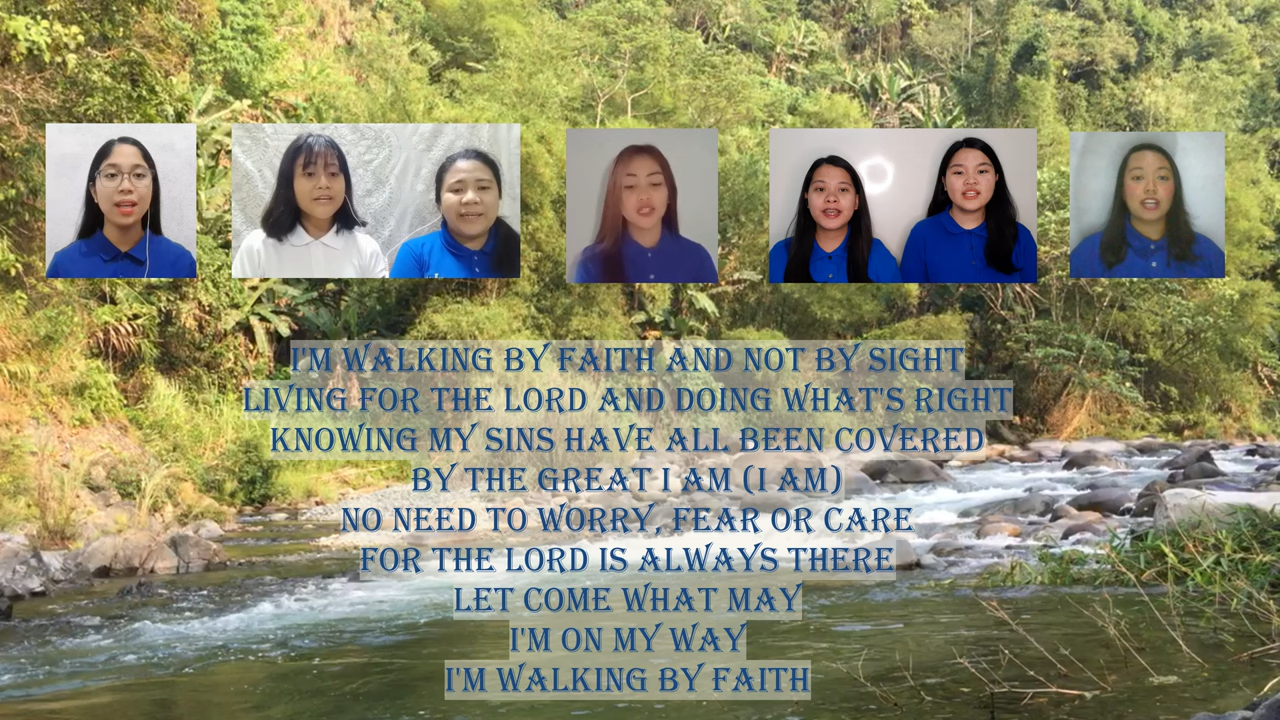 I'M WALKING BY FAITH AND NOT BY SIGHT
LIVING FOR THE LORD AND DOING WHAT'S RIGHT
KNOWING MY SINS HAVE ALL BEEN COVERED
BY THE GREAT I AM (I AM)
NO NEED TO WORRY, FEAR OR CARE
FOR THE LORD IS ALWAYS THERE
LET COME WHAT MAY
I'M ON MY WAY
I'M WALKING BY FAITH